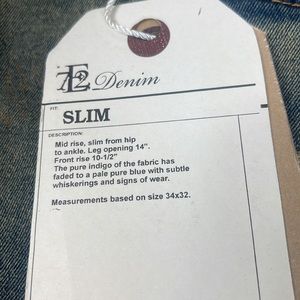 7E2 Denim
FIT:
SLIM
DESCRIPTION:
Mid rise, slim from hip
to ankle. Leg opening 14".
Front rise 10-1/2"
The pure indigo of the fabric has
faded to a pale pure blue with subtle
whiskerings and signs of wear.
Measurements based on size 34x32.